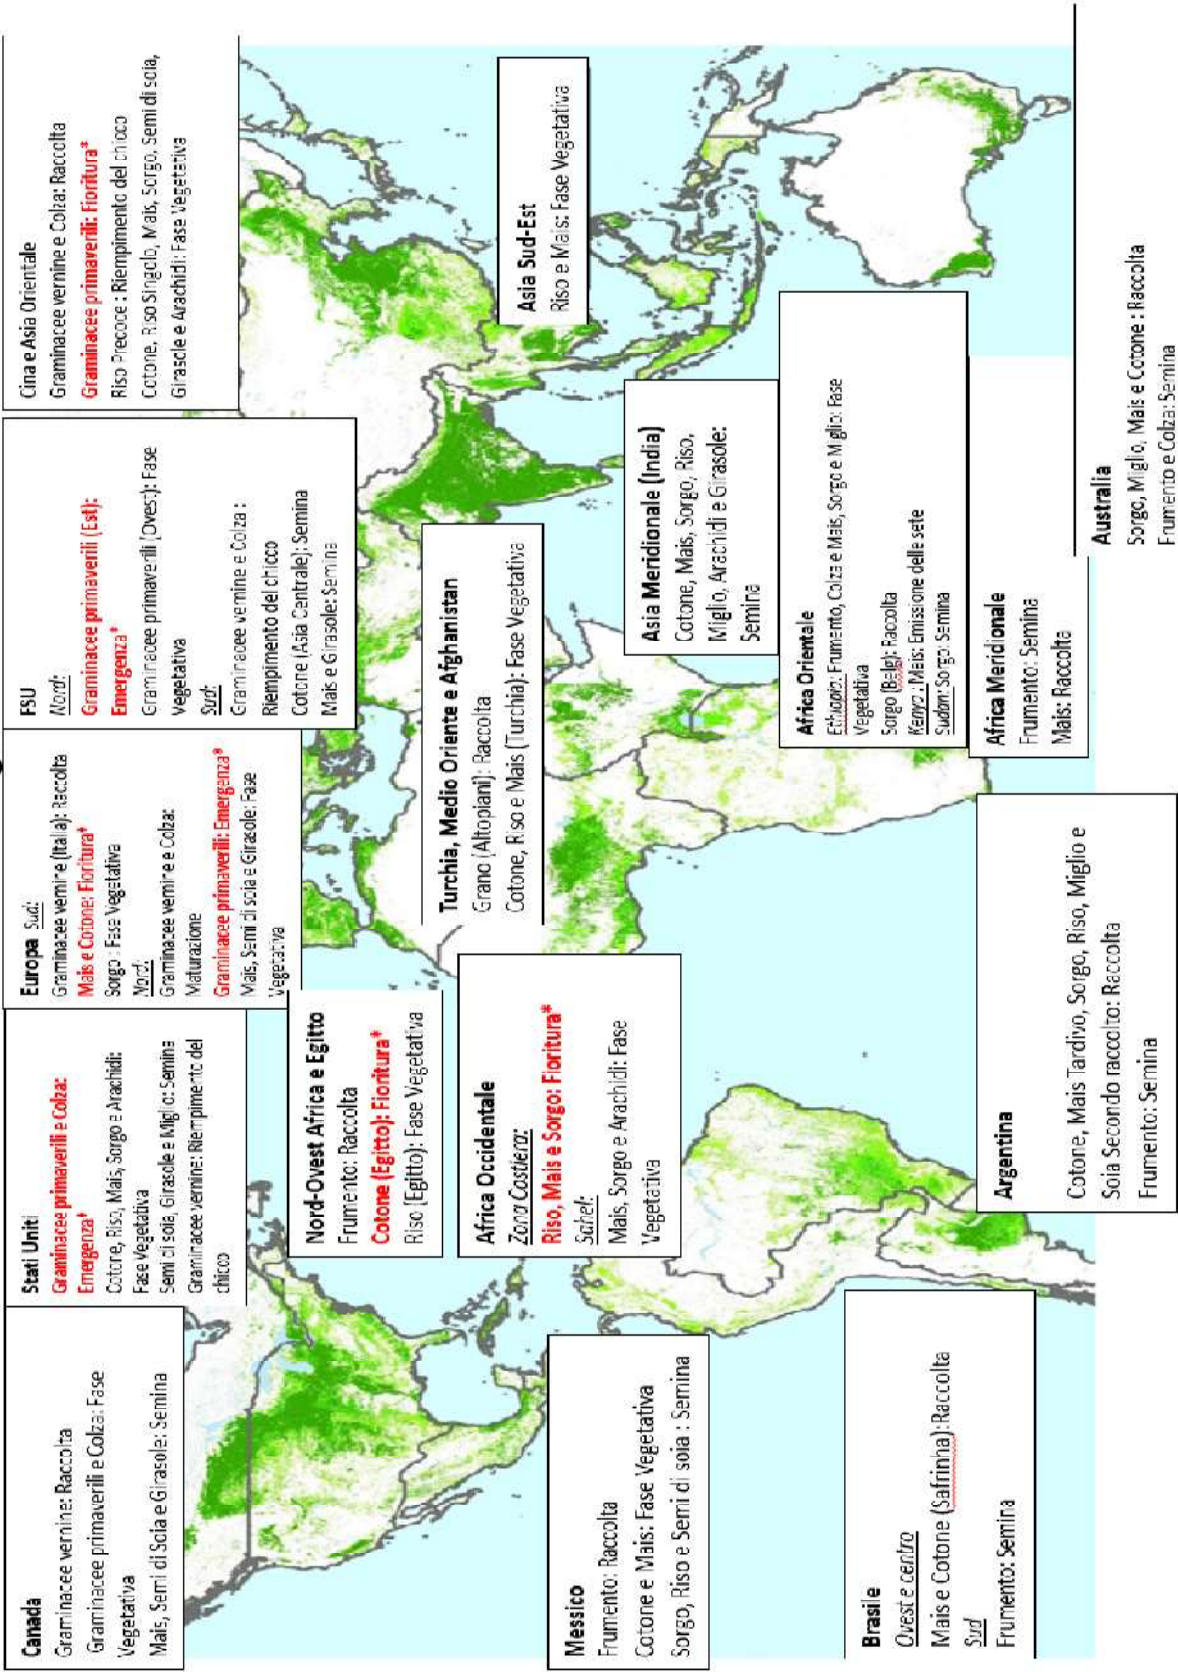 Canada
Graminacee vernine: Raccolta
Graminacee primaverili e Colza: Fase
Vegetativa
Mais, Semi di Soia e Girasole: Semina
Stati Uniti
Graminacee primaverili e Colza:
Emergenza*
Cotone, Riso, Mais, Sorgo e Arachidi:
Fase Vegetativa
Semi di soia, Girasole e Miglio: Semina
Graminacee vernine: Riempimento del
chicco
Europa Sud:
Graminacee vernine (Italia): Raccolta
Mais e Cotone: Fioritura*
Sorgo : Fase Vegetativa
Nord:
Graminacee vernine e Colza:
Maturazione
Graminacee primaverili: Emergenza*
Mais, Semi di soia e Girasole: Fase
Vegetativa
FSU
Nord:
Graminacee primaverili (Est):
Emergenza*
Graminacee primaverili (Ovest): Fase
Vegetativa
Sud:
Graminacee vernine e Colza :
Riempimento del chicco
Cotone (Asia Centrale): Semina
Mais e Girasole: Semina
Cina e Asia Orientale
Graminacee vernine e Colza: Raccolta
Graminacee primaverili: Fioritura*
Riso Precoce : Riempimento del chicco
Cotone, Riso Singolo, Mais, Sorgo, Semi di soia,
Girasole e Arachidi: Fase Vegetativa
Nord-Ovest Africa e Egitto
Frumento: Raccolta
Cotone (Egitto): Fioritura*
Riso (Egitto): Fase Vegetativa
Turchia, Medio Oriente e Afghanistan
Grano (Altopiani): Raccolta
Cotone, Riso e Mais (Turchia): Fase Vegetativa
Asia Sud-Est
Riso e Mais: Fase Vegetativa
Africa Occidentale
Zona Costiera:
Riso, Mais e Sorgo: Fioritura*
Sahel:
Mais, Sorgo e Arachidi: Fase
Vegetativa
Asia Meridionale (India)
Cotone, Mais, Sorgo, Riso,
Miglio, Arachidi e Girasole:
Semina
Messico
Frumento: Raccolta
Cotone e Mais: Fase Vegetativa
Sorgo, Riso e Semi di soia : Semina
Africa Orientale
Ethiopia: Frumento, Colza e Mais, Sorgo e Miglio: Fase
Vegetativa
Sorgo (Belg): Raccolta
Kenya : Mais: Emissione delle sete
Sudan: Sorgo: Semina
Brasile
Ovest e centro
Mais e Cotone (Safrinha): Raccolta
Sud
Frumento: Semina
Argentina
Cotone, Mais Tardivo, Sorgo, Riso, Miglio e
Soia Secondo raccolto: Raccolta
Frumento: Semina
Africa Meridionale
Frumento: Semina
Mais: Raccolta
Australia
Sorgo, Miglio, Mais e Cotone : Raccolta
Frumento e Colza: Semina